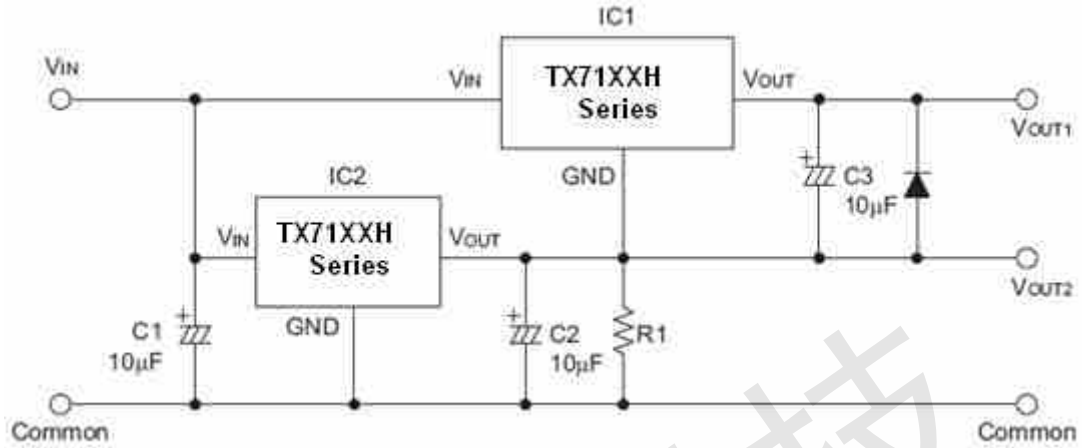 IC1
VIN
VIN
TX71XXH
Series
VOUT
VOUT1
GND
IC2
C3
10μF
VIN
TX71XXH
Series
VOUT
VOUT2
GND
C1
10μF
C2
10μF
R1
Common
Common
技